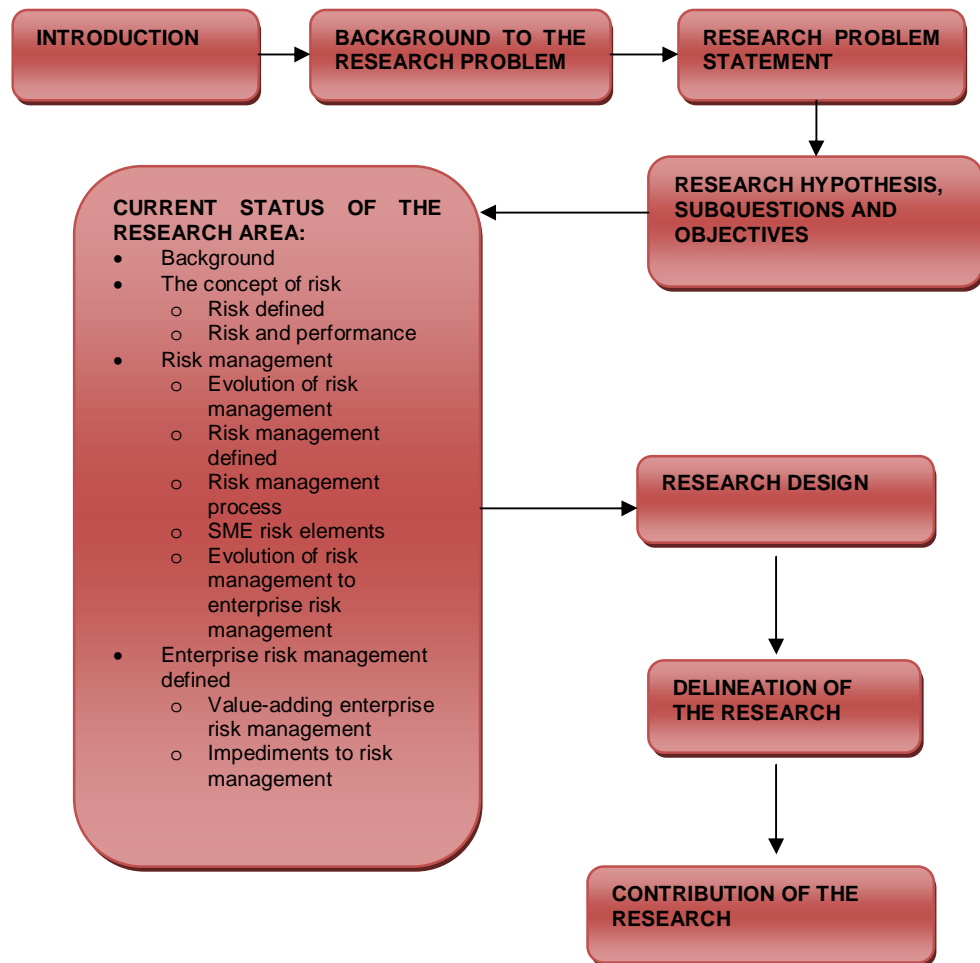 INTRODUCTION
BACKGROUND TO THE
RESEARCH PROBLEM
RESEARCH PROBLEM
STATEMENT
RESEARCH HYPOTHESIS,
SUBQUESTIONS AND
OBJECTIVES
CURRENT STATUS OF THE
RESEARCH AREA:
• Background
• The concept of risk
o Risk defined
o Risk and performance
• Risk management
o Evolution of risk
management
o Risk management
defined
o Risk management
process
o SME risk elements
o Evolution of risk
management to
enterprise risk
management
• Enterprise risk management
defined
o Value-adding enterprise
risk management
o Impediments to risk
management
RESEARCH DESIGN
DELINEATION OF
THE RESEARCH
CONTRIBUTION OF THE
RESEARCH